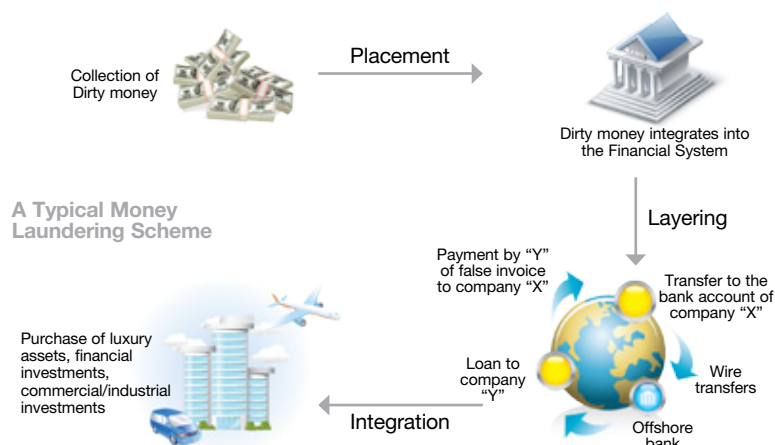 Placement
Collection of
Dirty money
Dirty money integrates into
the Financial System
A Typical Money
Laundering Scheme
Layering
Payment by “Y”
of false invoice
to company “X”
Transfer to the
bank account of
company “X”
Purchase of luxury
assets, financial
investments,
commercial/industrial
investments
Loan to
company
“Y”
Wire
transfers
Integration
Offshore
bank